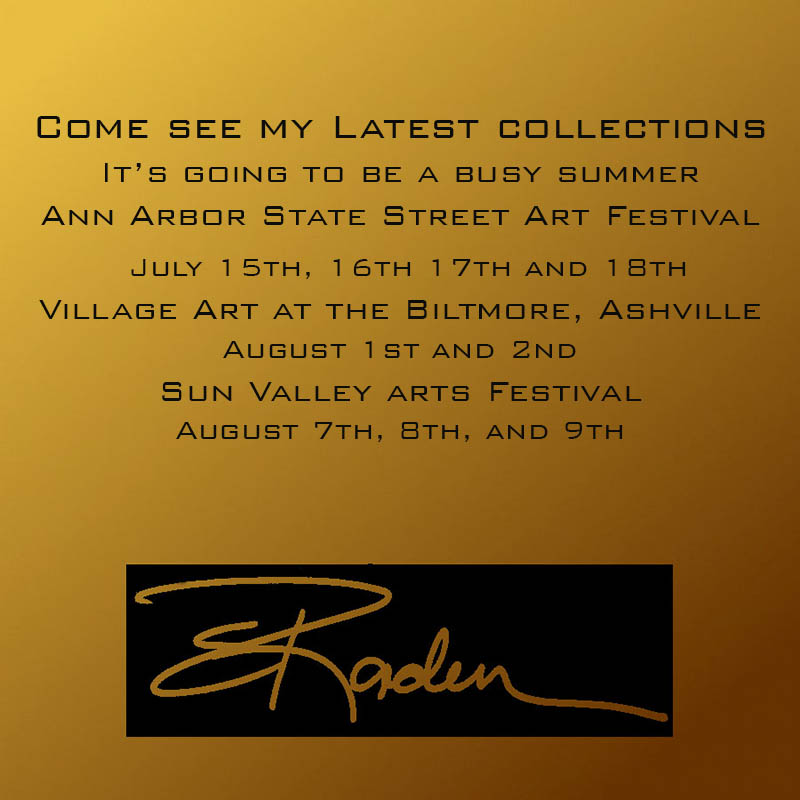 Come see my Latest collections
It's going to be a busy summer
Ann Arbor State Street Art Festival
July 15th, 16th 17th and 18th
Village Art at the Biltmore, Ashville
August 1st and 2nd
Sun Valley arts Festival
August 7th, 8th, and 9th
ERaden